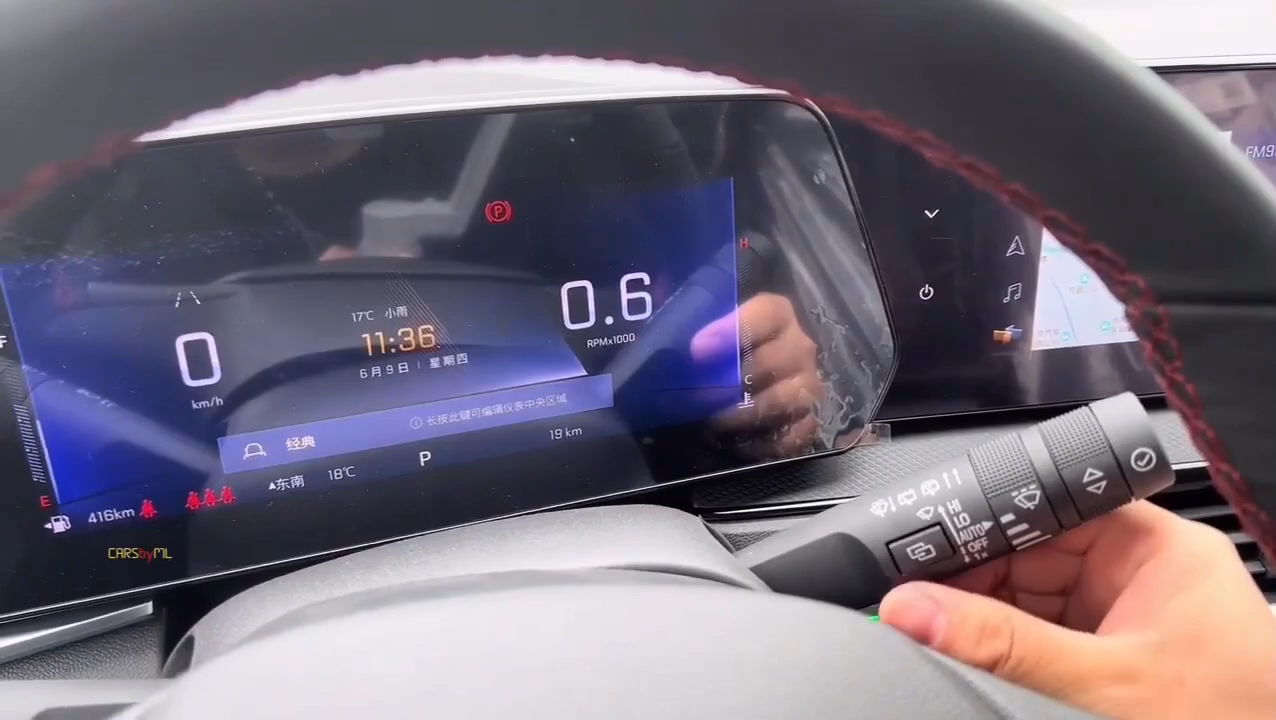 FM9
H
17℃ 小雨
11:36
6月9日 | 星期四
0
km/h
0.6
RPMx1000
C
长按此键可编辑仪表中央区域
经典
东南 18℃
P
19 km
E
416km
CARSbyML
HI
LO
AUTO
OFF
1x